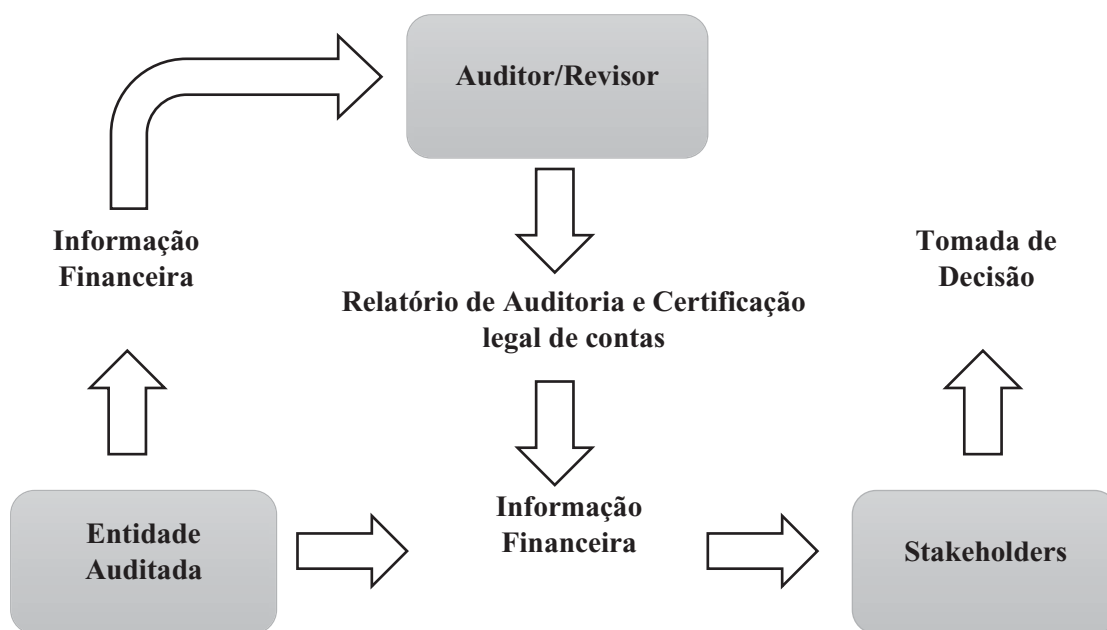 Auditor/Revisor
Informação
Financeira
Tomada de
Decisão
Relatório de Auditoria e Certificação
legal de contas
Entidade
Auditada
Informação
Financeira
Stakeholders